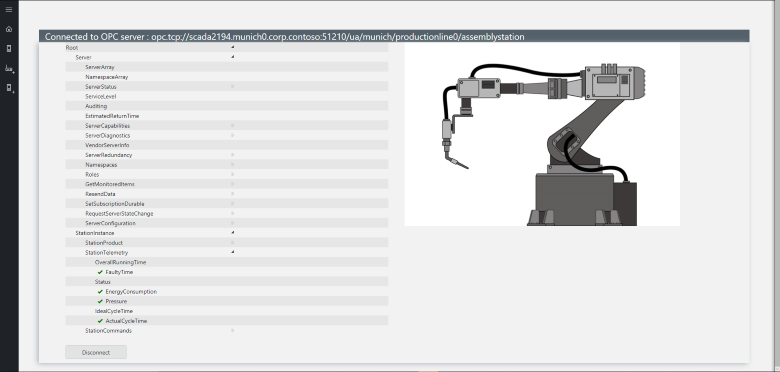 Connected to OPC server : opc.tcp://scada2194.munich0.corp.contoso:51210/ua/munich/productionline0/assemblystation
Root
Server
ServerArray
NamespaceArray
ServerStatus
ServiceLevel
Auditing
EstimatedReturnTime
ServerCapabilities
ServerDiagnostics
VendorServerInfo
ServerRedundancy
Namespaces
Roles
GetMonitoredItems
ResendData
SetSubscriptionDurable
RequestServerStateChange
ServerConfiguration
StationInstance
StationProduct
StationTelemetry
OverallRunningTime
FaultyTime
Status
EnergyConsumption
Pressure
IdealCycleTime
ActualCycleTime
StationCommands
Disconnect